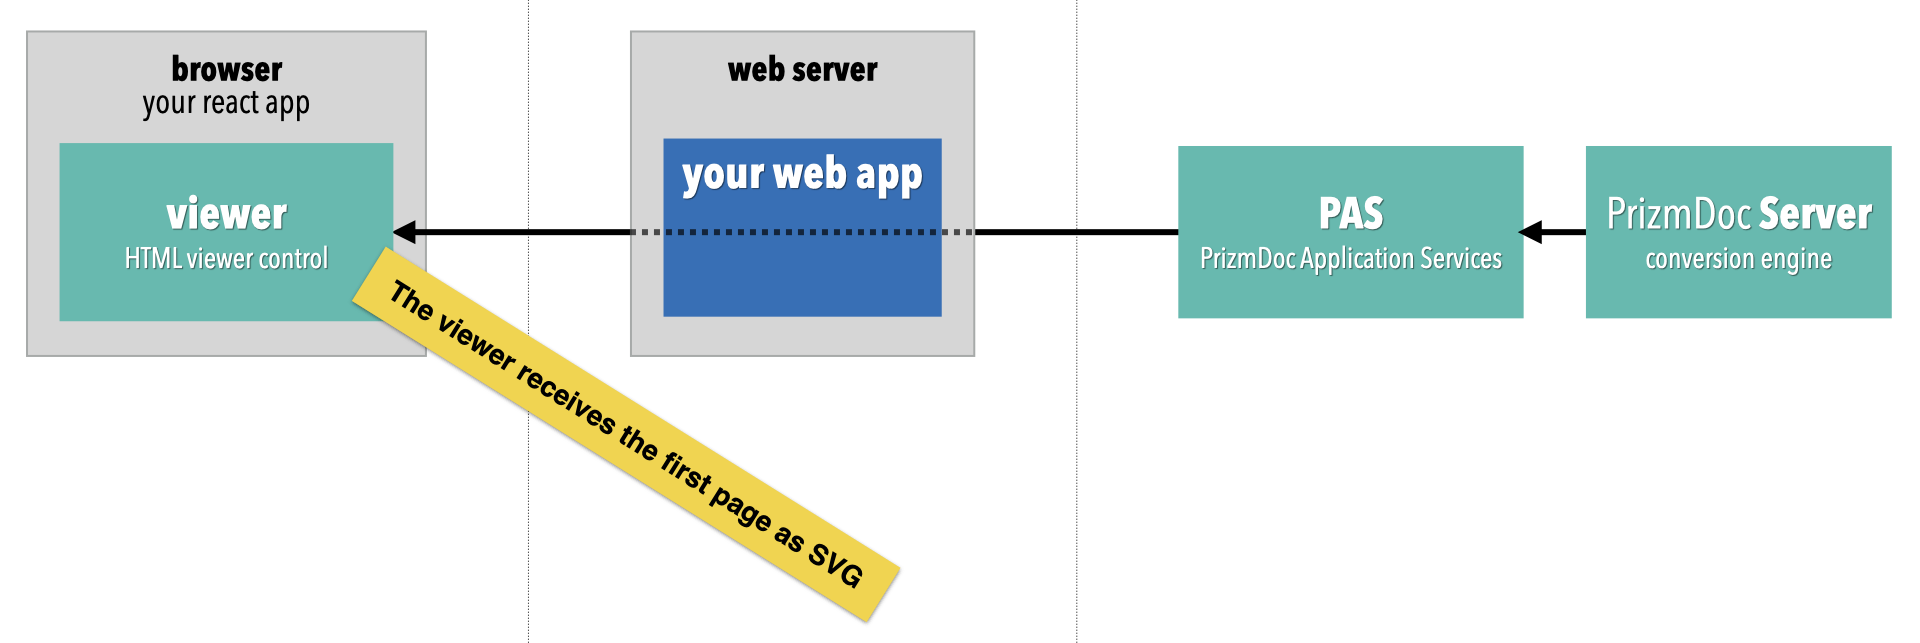 browser
your react app
viewer
HTML viewer control
web server
your web app
PAS
PrizmDoc Application Services
PrizmDoc Server
conversion engine
The viewer receives the first page as SVG